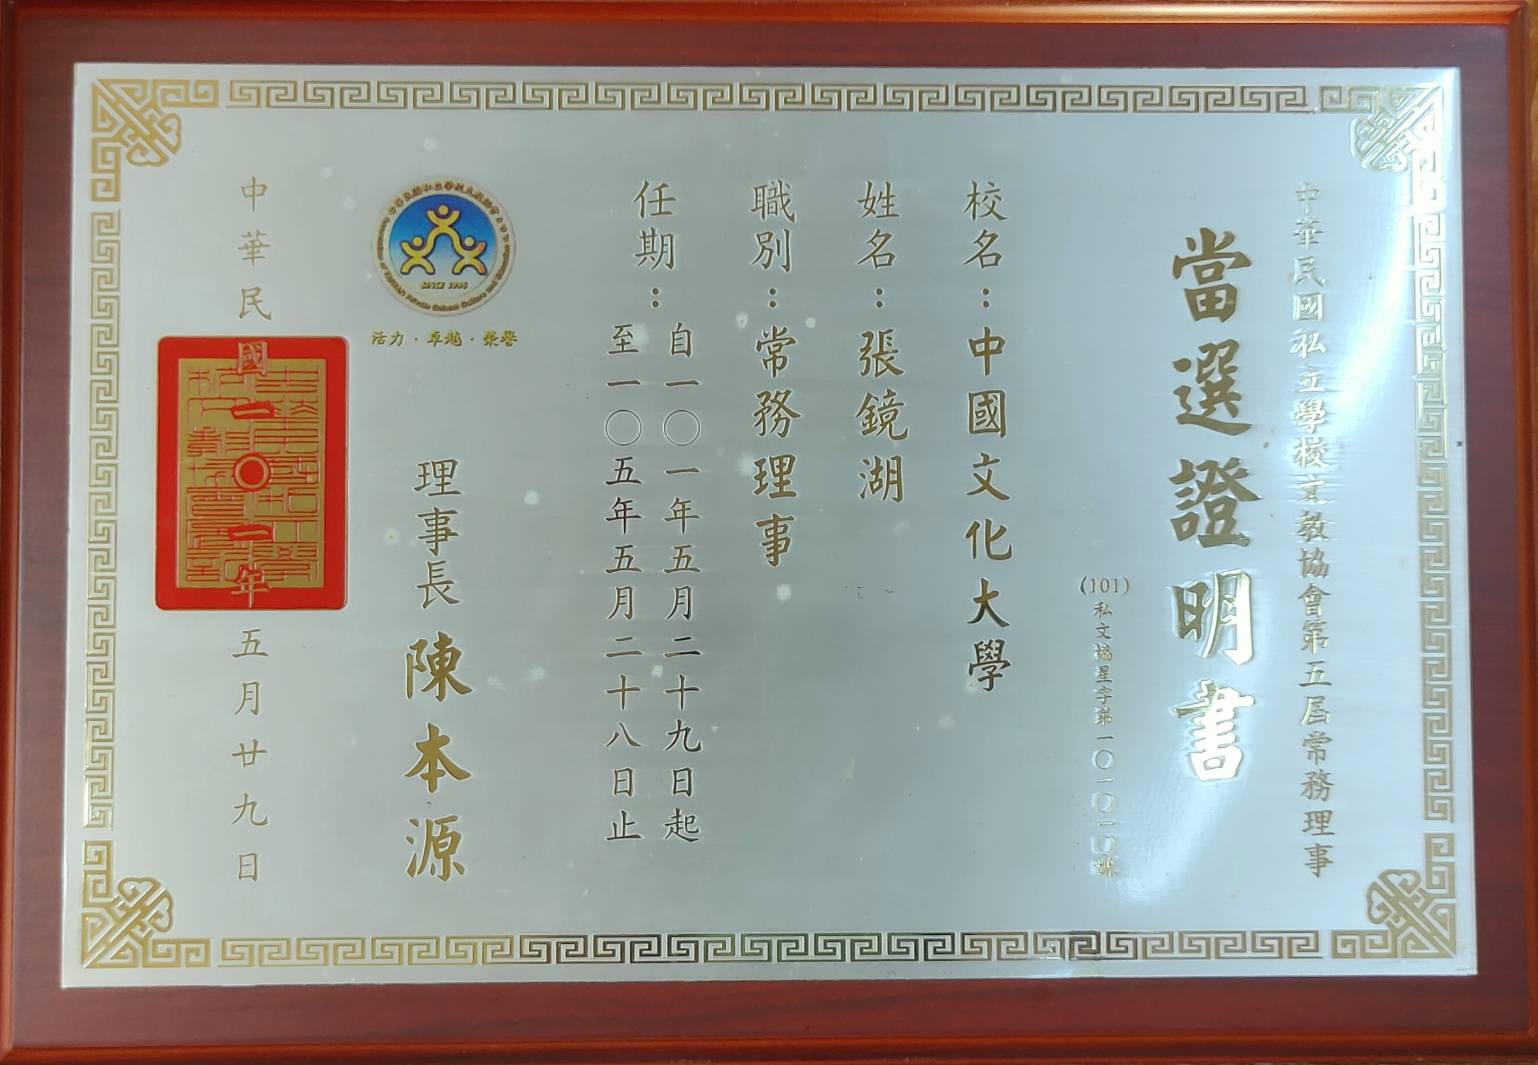 中華民國私立學校文教協會第五屆常務理事
當選證明書
(101)私文協星字第一〇一〇一〇號
校名：中國文化大學
姓名：張鏡湖
職別：常務理事
任期：
自一〇一年五月二十九日起
至一〇五年五月二十八日止
SINCE 1996
活力·卓越·榮譽
理事長 陳本源
中華民國一〇一年五月廿九日